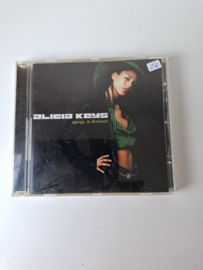 alicia keys
songs in A minor